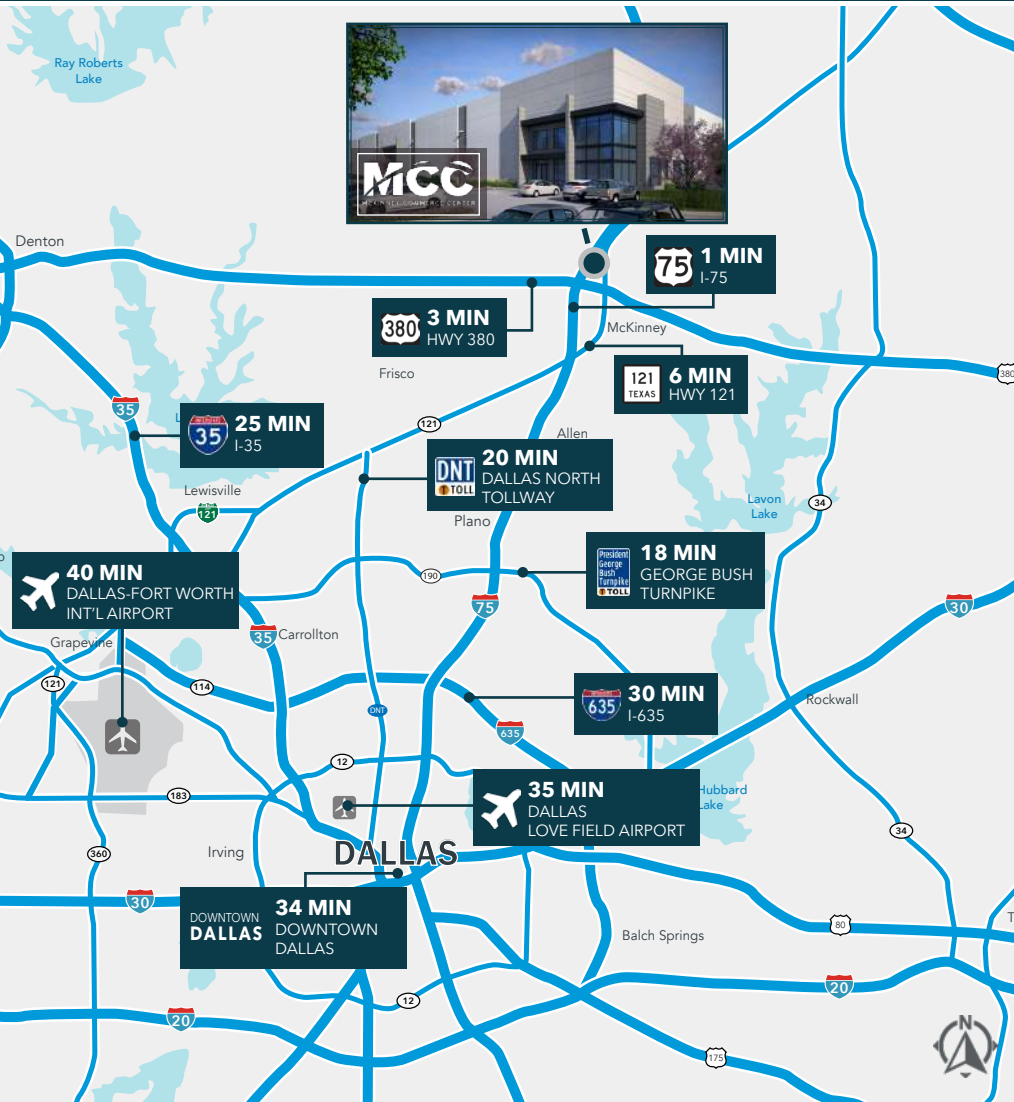 Ray Roberts
Lake
MCC
MCKINNEY COMMERCE CENTER
Denton
75
1 MIN
I-75
380
3 MIN
HWY 380
McKinney
Frisco
121
TEXAS
6 MIN
HWY 121
380
35
35
25 MIN
I-35
121
Allen
DNT
TOLL
20 MIN
DALLAS NORTH
TOLLWAY
Lewisville
121
Plano
Lavon
Lake
34
President
George
Bush
Turnpike
TOLL
18 MIN
GEORGE BUSH
TURNPIKE
40 MIN
DALLAS-FORT WORTH
INT'L AIRPORT
190
75
30
35
Carrollton
Grapevine
121
114
635
30 MIN
I-635
Rockwall
DNT
635
12
183
35 MIN
DALLAS
LOVE FIELD AIRPORT
Hubbard
Lake
34
360
Irving
DALLAS
30
DOWNTOWN
DALLAS
34 MIN
DOWNTOWN
DALLAS
80
Balch Springs
20
12
20
175
N